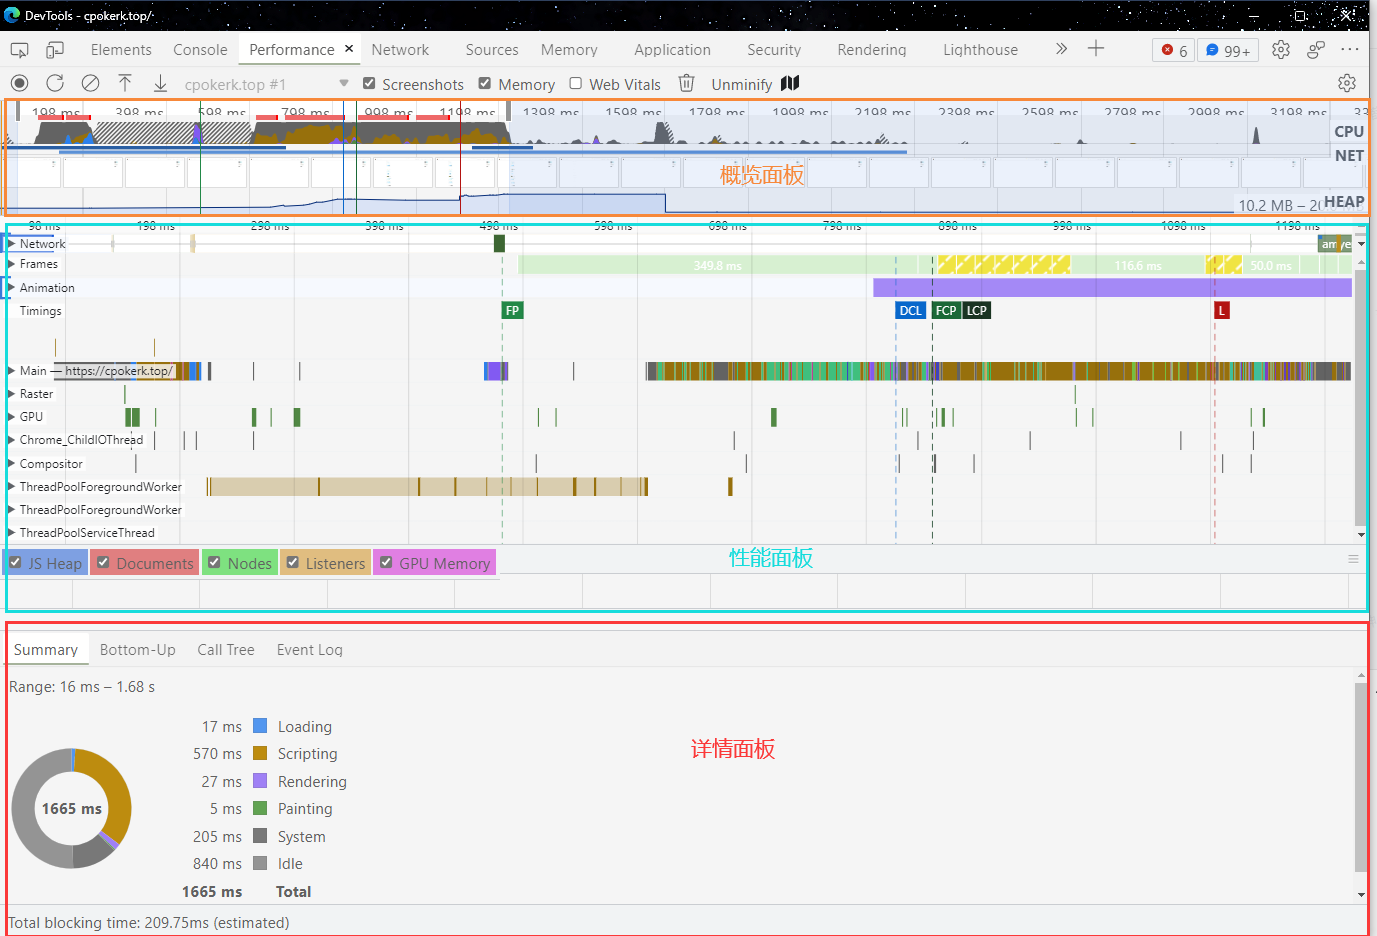 DevTools - cpokerk.top/
Elements Console Performance × Network Sources Memory Application Security Rendering Lighthouse » + 6 99+
cpokerk.top #1 Screenshots Memory Web Vitals Unminify
198 ms 398 ms 598 ms 798 ms 998 ms 1198 ms 1398 ms 1598 ms 1798 ms 1998 ms 2198 ms 2398 ms 2598 ms 2798 ms 2998 ms 3198 ms
CPU
NET
概览面板
10.2 MB – 2
HEAP
98 ms 198 ms 298 ms 398 ms 498 ms 598 ms 698 ms 798 ms 898 ms 998 ms 1098 ms 1198 ms
Network
Frames 349.8 ms 116.6 ms 50.0 ms
Animation
Timings FP DCL FCP LCP L
Main — https://cpokerk.top/
Raster
GPU
Chrome_ChildIOThread
Compositor
ThreadPoolForegroundWorker
ThreadPoolForegroundWorker
ThreadPoolServiceThread
性能面板
JS Heap Documents Nodes Listeners GPU Memory
Summary Bottom-Up Call Tree Event Log
Range: 16 ms – 1.68 s
17 ms Loading
570 ms Scripting
详情面板
27 ms Rendering
1665 ms
5 ms Painting
205 ms System
840 ms Idle
1665 ms Total
Total blocking time: 209.75ms (estimated)